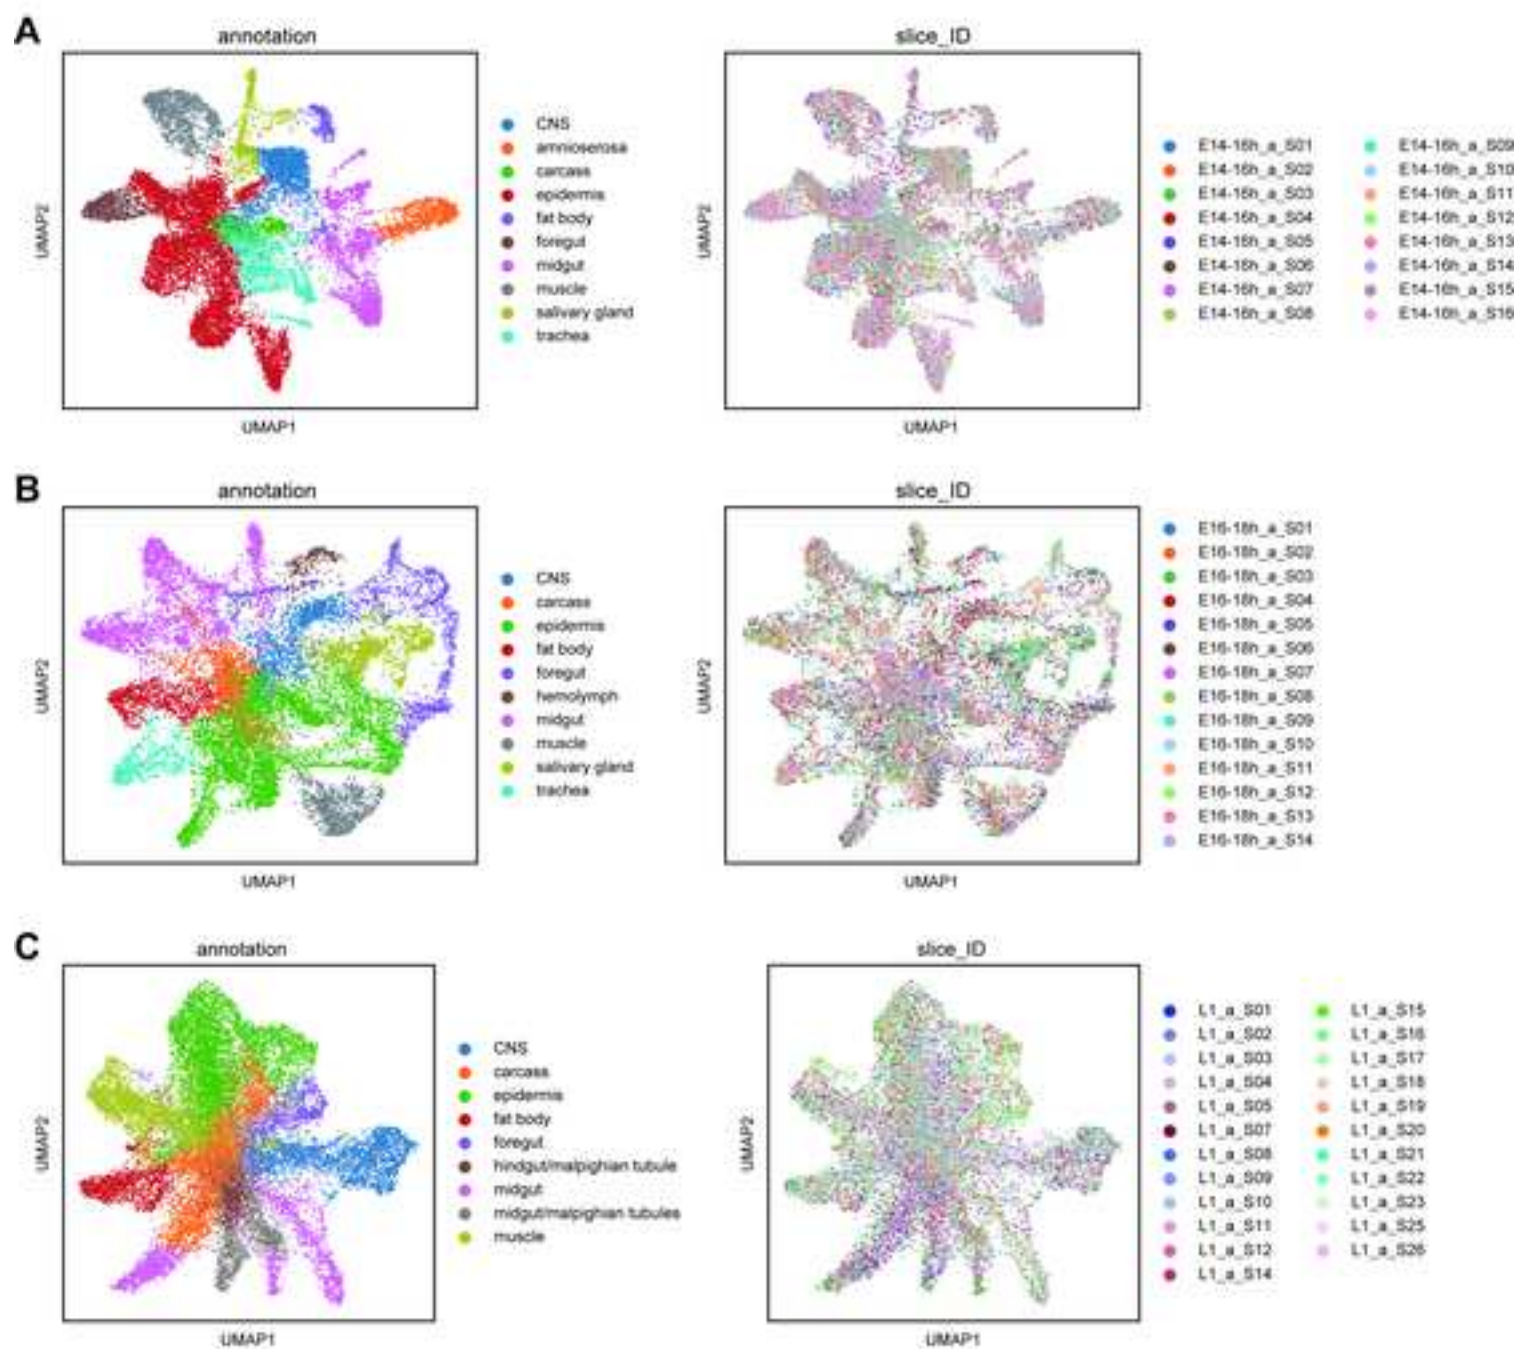 A
annotation
slice_ID
CNS
amnioserosa
carcass
epidermis
fat body
foregut
midgut
muscle
salivary gland
trachea
E14-16h_a_S01
E14-16h_a_S02
E14-16h_a_S03
E14-16h_a_S04
E14-16h_a_S05
E14-16h_a_S06
E14-16h_a_S07
E14-16h_a_S08
E14-16h_a_S09
E14-16h_a_S10
E14-16h_a_S11
E14-16h_a_S12
E14-16h_a_S13
E14-16h_a_S14
E14-16h_a_S15
E14-16h_a_S16
UMAP2
UMAP2
UMAP1
UMAP1
B
annotation
slice_ID
CNS
carcass
epidermis
fat body
foregut
hemolymph
midgut
muscle
salivary gland
trachea
E16-18h_a_S01
E16-18h_a_S02
E16-18h_a_S03
E16-18h_a_S04
E16-18h_a_S05
E16-18h_a_S06
E16-18h_a_S07
E16-18h_a_S08
E16-18h_a_S09
E16-18h_a_S10
E16-18h_a_S11
E16-18h_a_S12
E16-18h_a_S13
E16-18h_a_S14
UMAP2
UMAP2
UMAP1
UMAP1
C
annotation
slice_ID
CNS
carcass
epidermis
fat body
foregut
hindgut/malpighian tubule
midgut
midgut/malpighian tubules
muscle
L1_a_S01
L1_a_S02
L1_a_S03
L1_a_S04
L1_a_S05
L1_a_S07
L1_a_S08
L1_a_S09
L1_a_S10
L1_a_S11
L1_a_S12
L1_a_S14
L1_a_S15
L1_a_S16
L1_a_S17
L1_a_S18
L1_a_S19
L1_a_S20
L1_a_S21
L1_a_S22
L1_a_S23
L1_a_S25
L1_a_S26
UMAP2
UMAP2
UMAP1
UMAP1